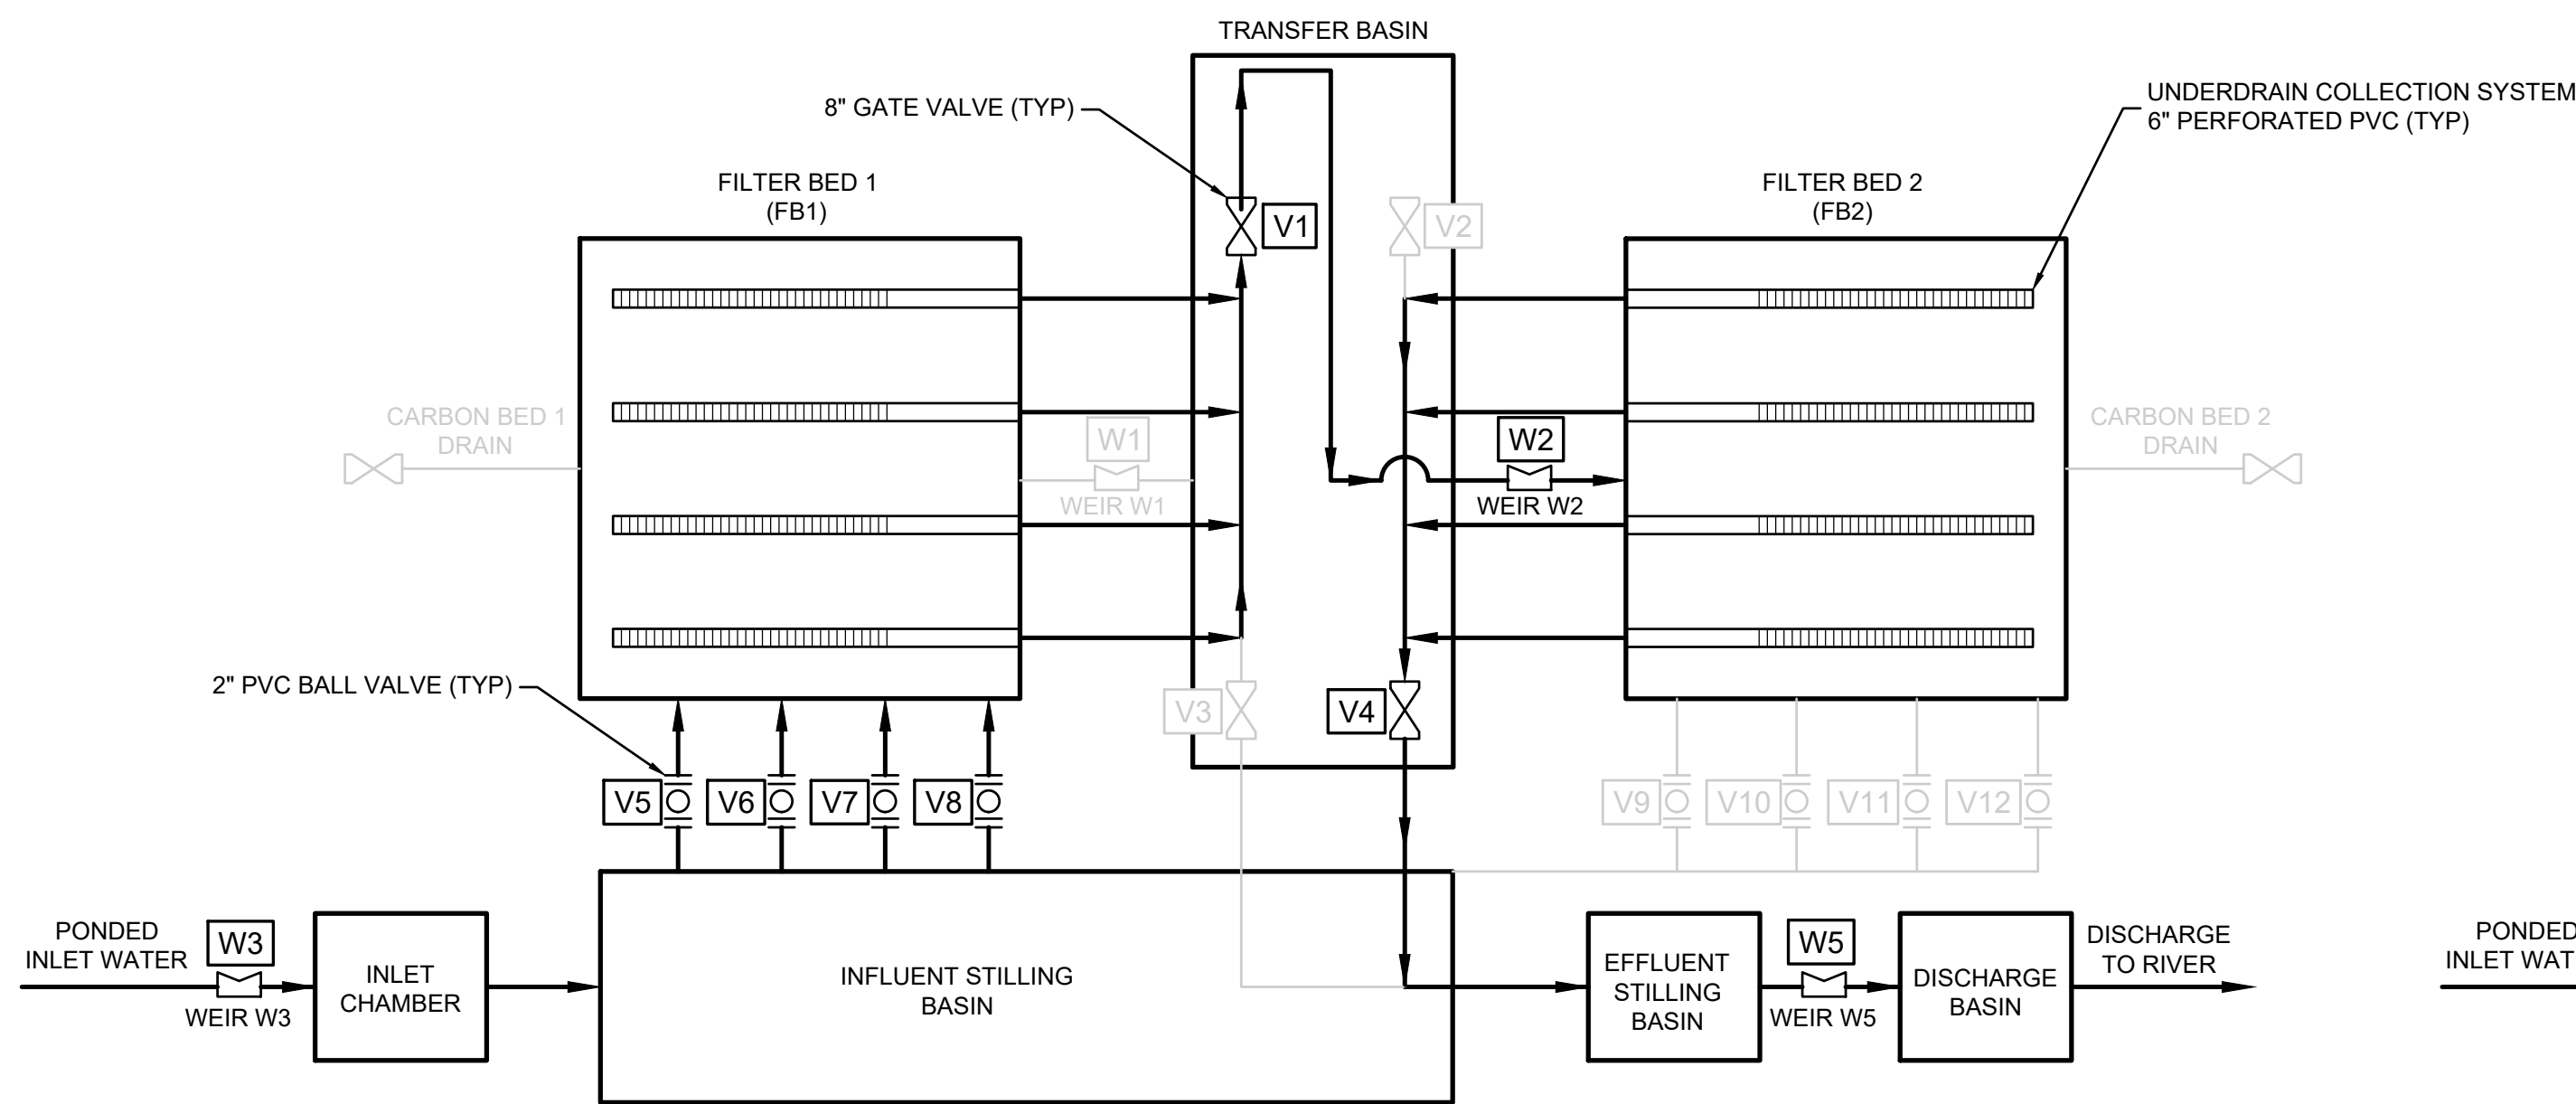 TRANSFER BASIN
8" GATE VALVE (TYP)
UNDERDRAIN COLLECTION SYSTEM
6" PERFORATED PVC (TYP)
FILTER BED 1
(FB1)
FILTER BED 2
(FB2)
V1
V2
CARBON BED 1
DRAIN
W1
WEIR W1
W2
WEIR W2
CARBON BED 2
DRAIN
2" PVC BALL VALVE (TYP)
V3
V4
V5
V6
V7
V8
V9
V10
V11
V12
PONDED
INLET WATER
W3
WEIR W3
INLET
CHAMBER
INFLUENT STILLING
BASIN
EFFLUENT
STILLING
BASIN
W5
WEIR W5
DISCHARGE
BASIN
DISCHARGE
TO RIVER
PONDED
INLET WAT